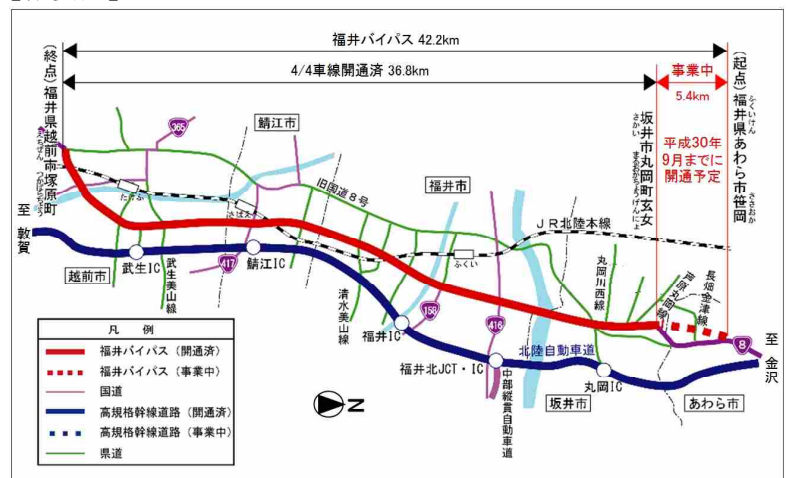 福井バイパス 42.2km
4/4車線開通済 36.8km
事業中
5.4km
平成30年
9月までに
開通予定
(終点)福井県越前市塚原町
えちぜん
つかはらちょう
(起点)福井県あわら市笹岡
ふくいけん
ささおか
坂井市丸岡町玄女
さかい
まるおかちょうげんにょ
365
鯖江市
旧国道8号
福井市
JR北陸本線
至
敦賀
たけふ
さばえ
ふくい
越前市
武生IC
武生美山線
417
鯖江IC
清水美山線
福井IC
158
416
丸岡川西線
芦原丸岡線
長畑金津線
8
至
金沢
北陸自動車道
福井北JCT・IC
中部縦貫自動車道
坂井市
丸岡IC
あわら市
N
凡 例
福井バイパス(開通済)
福井バイパス(事業中)
国道
高規格幹線道路(開通済)
高規格幹線道路(事業中)
県道